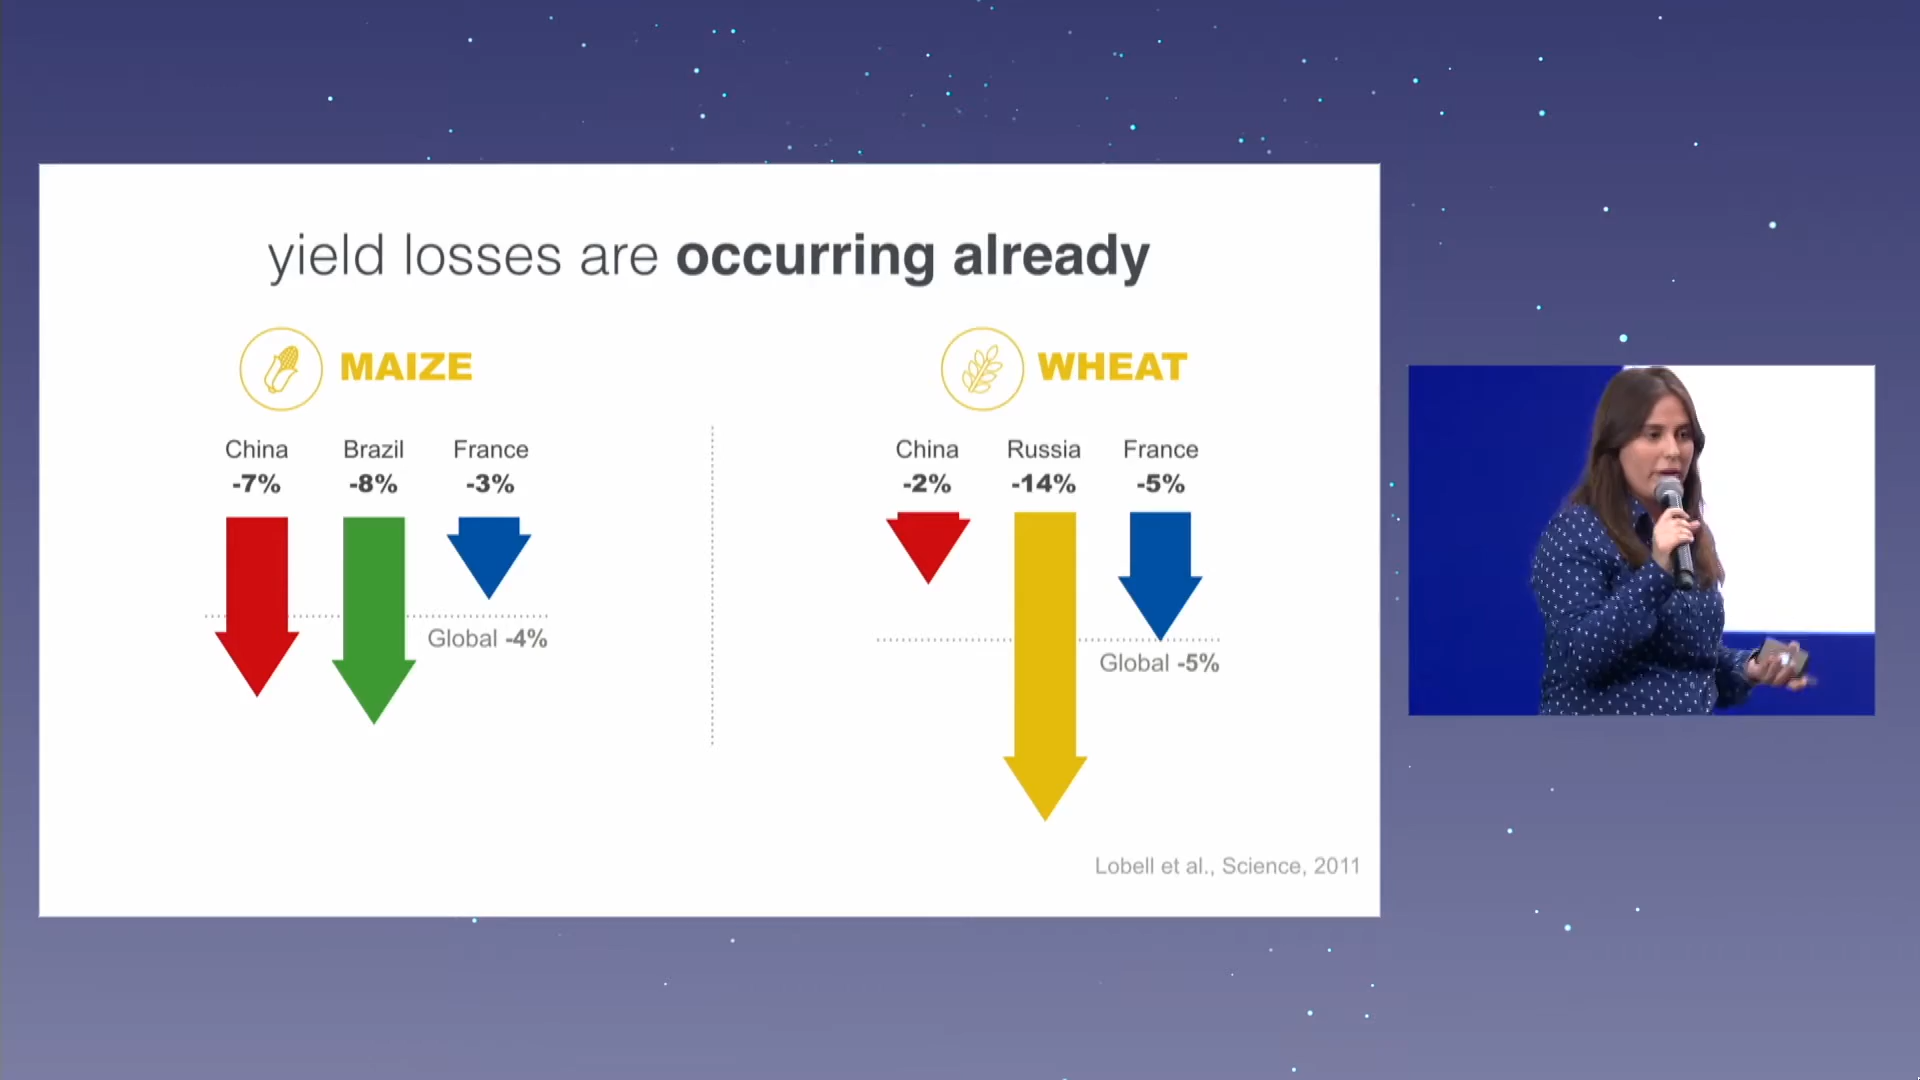 yield losses are occurring already
MAIZE
China Brazil France
-7% -8% -3%
Global -4%
WHEAT
China Russia France
-2% -14% -5%
Global -5%
Lobell et al., Science, 2011